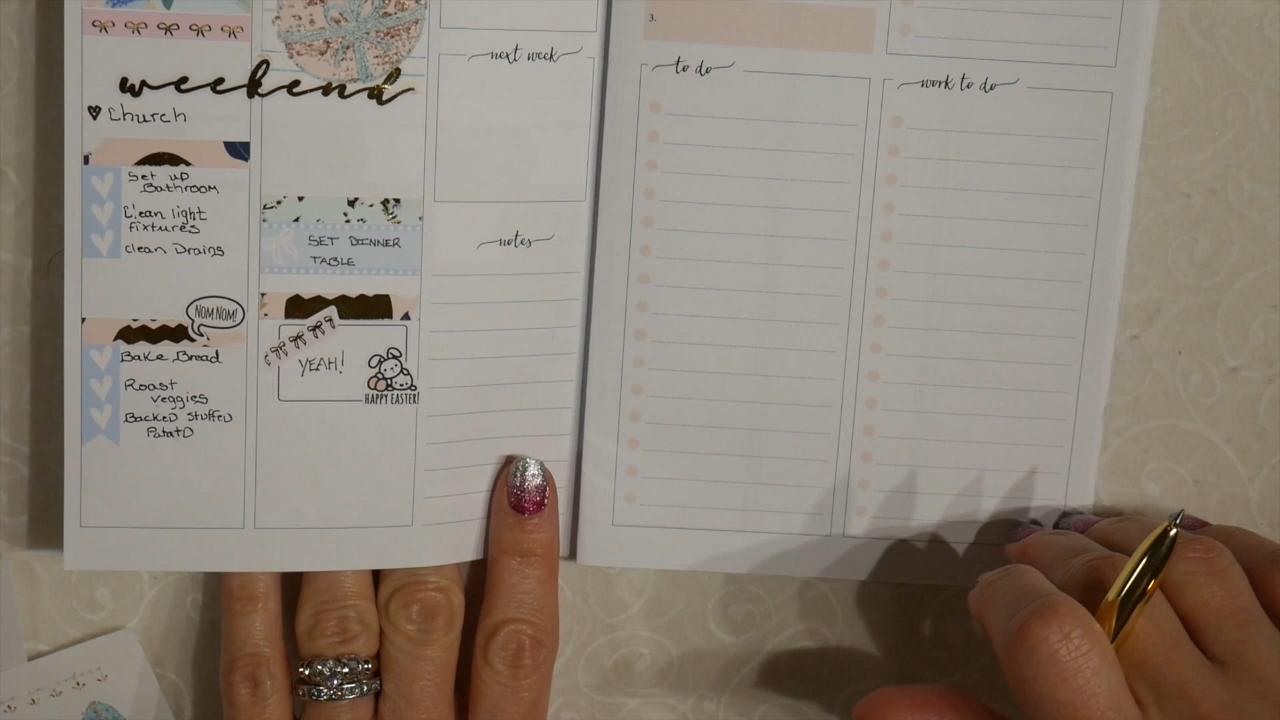 weekend
Church
Set up
Bathroom
Clean light
fixtures
clean Drains
NOM NOM!
Bake Bread
Roast
veggies
Backed Stuffed
Potato
SET DINNER
TABLE
YEAH!
HAPPY EASTER!
next week
notes
3.
to do
work to do